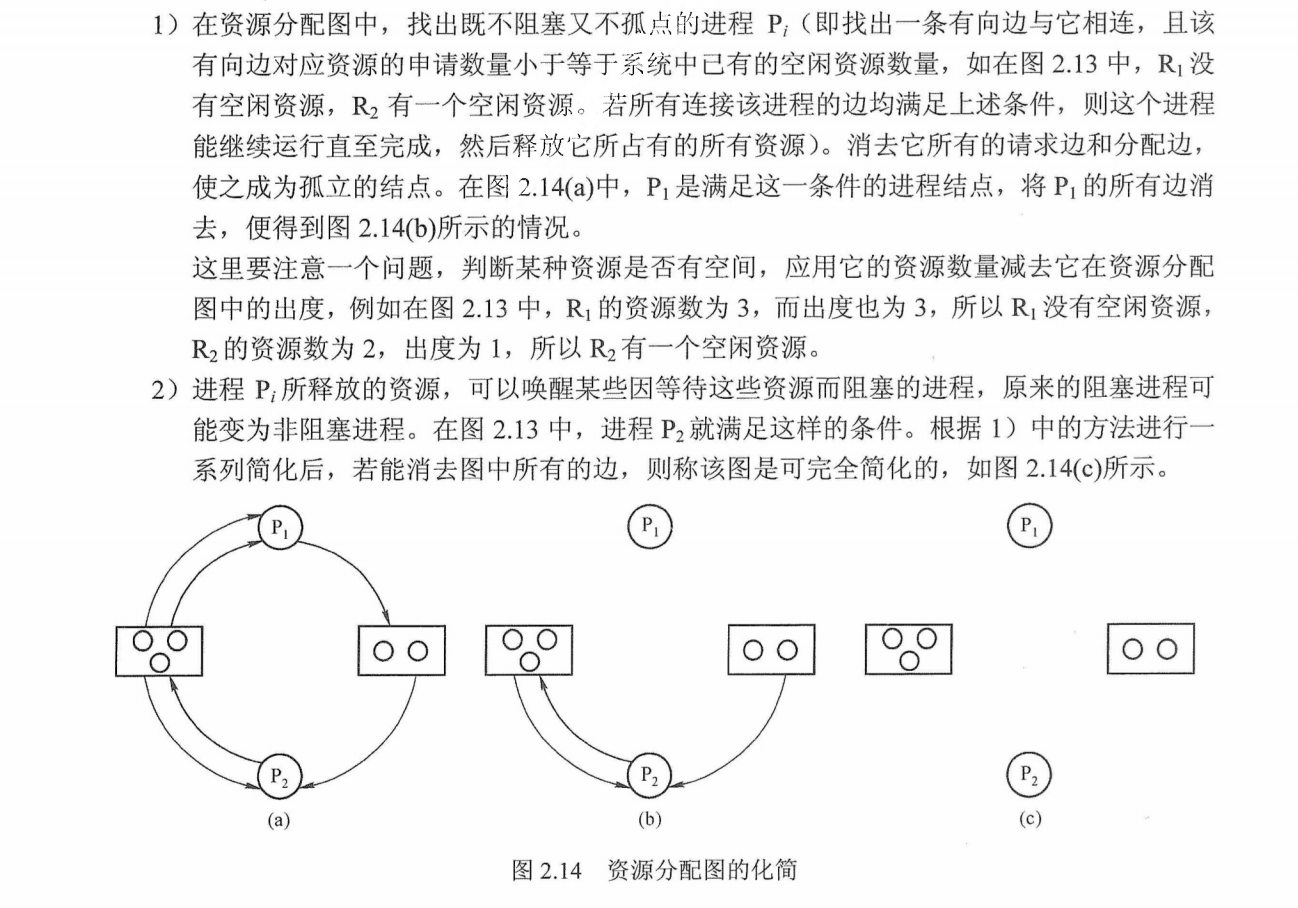 1）在资源分配图中，找出既不阻塞又不孤点的进程 Pᵢ（即找出一条有向边与它相连，且该
有向边对应资源的申请数量小于等于系统中已有的空闲资源数量，如在图 2.13 中，R₁ 没
有空闲资源，R₂ 有一个空闲资源。若所有连接该进程的边均满足上述条件，则这个进程
能继续运行直至完成，然后释放它所占有的所有资源）。消去它所有的请求边和分配边，
使之成为孤立的结点。在图 2.14(a)中，P₁ 是满足这一条件的进程结点，将 P₁ 的所有边消
去，便得到图 2.14(b)所示的情况。
这里要注意一个问题，判断某种资源是否有空间，应用它的资源数量减去它在资源分配
图中的出度，例如在图 2.13 中，R₁ 的资源数为 3，而出度也为 3，所以 R₁ 没有空闲资源，
R₂ 的资源数为 2，出度为 1，所以 R₂ 有一个空闲资源。
2）进程 Pᵢ 所释放的资源，可以唤醒某些因等待这些资源而阻塞的进程，原来的阻塞进程可
能变为非阻塞进程。在图 2.13 中，进程 P₂ 就满足这样的条件。根据 1）中的方法进行一
系列简化后，若能消去图中所有的边，则称该图是可完全简化的，如图 2.14(c)所示。
P₁
P₁
P₁
P₂
P₂
P₂
(a)
(b)
(c)
图 2.14 资源分配图的化简